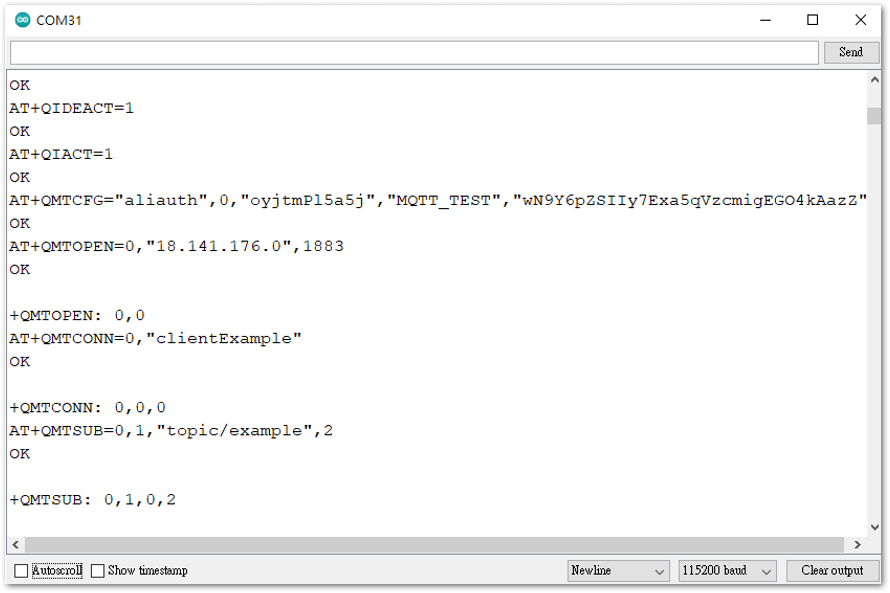 COM31
Send
OK
AT+QIDEACT=1
OK
AT+QIACT=1
OK
AT+QMTCFG="aliauth",0,"oyjtmPl5a5j","MQTT_TEST","wN9Y6pZSIIy7Exa5qVzcmigEGO4kAazZ"
OK
AT+QMTOPEN=0,"18.141.176.0",1883
OK
+QMTOPEN: 0,0
AT+QMTCONN=0,"clientExample"
OK
+QMTCONN: 0,0,0
AT+QMTSUB=0,1,"topic/example",2
OK
+QMTSUB: 0,1,0,2
Autoscroll Show timestamp Newline 115200 baud Clear output